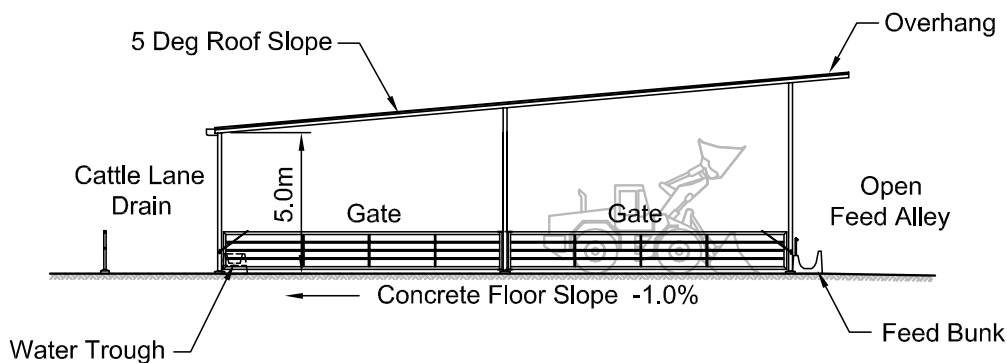 Overhang
5 Deg Roof Slope
Cattle Lane
Drain
5.0m
Gate
Gate
Open
Feed Alley
Concrete Floor Slope -1.0%
Water Trough
Feed Bunk